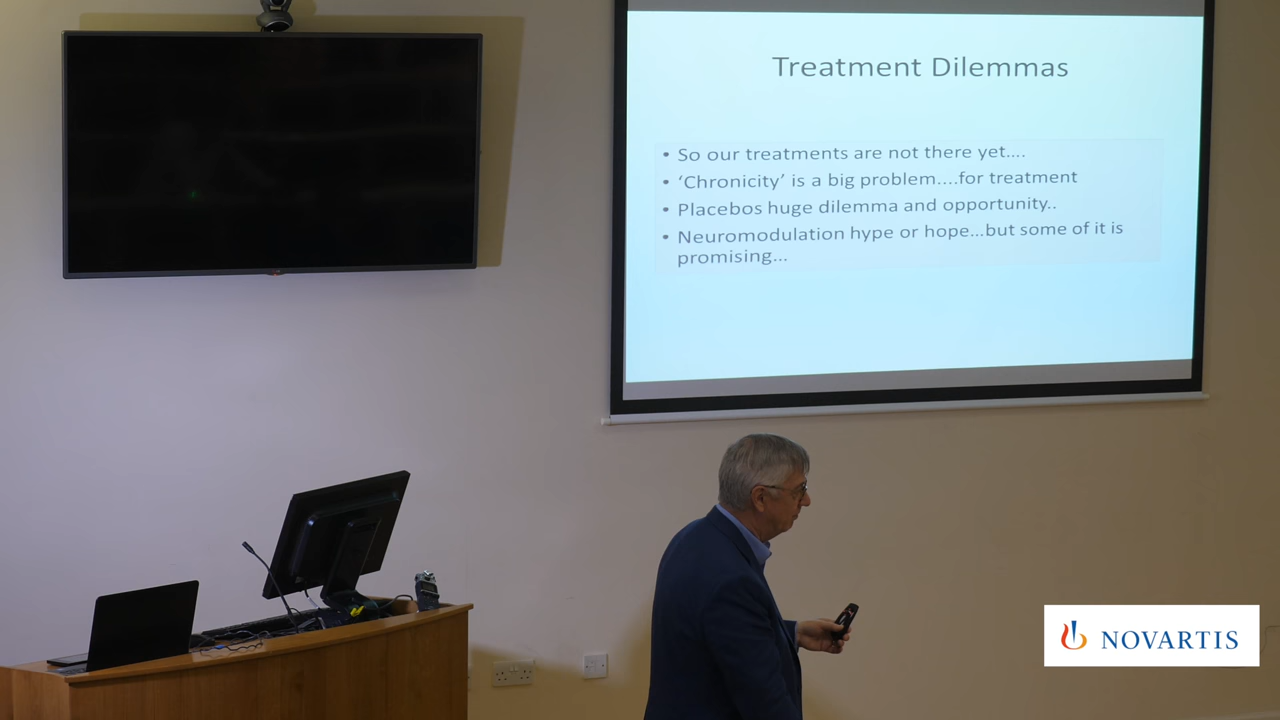 Treatment Dilemmas
• So our treatments are not there yet....
• ‘Chronicity’ is a big problem....for treatment
• Placebos huge dilemma and opportunity..
• Neuromodulation hype or hope...but some of it is
promising...
NOVARTIS